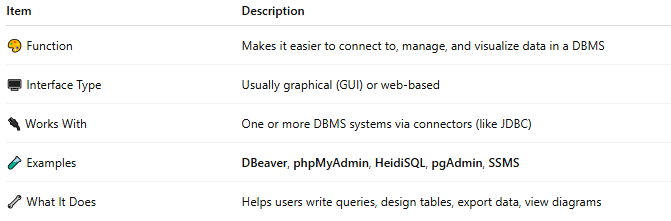 Item Description
🎨 Function Makes it easier to connect to, manage, and visualize data in a DBMS
🖥️ Interface Type Usually graphical (GUI) or web-based
🔌 Works With One or more DBMS systems via connectors (like JDBC)
🧪 Examples DBeaver, phpMyAdmin, HeidiSQL, pgAdmin, SSMS
🔧 What It Does Helps users write queries, design tables, export data, view diagrams